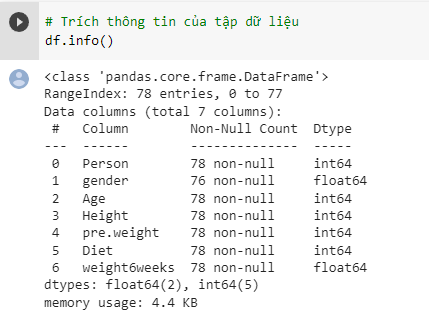 # Trích thông tin của tập dữ liệu
df.info()
<class 'pandas.core.frame.DataFrame'>
RangeIndex: 78 entries, 0 to 77
Data columns (total 7 columns):
 #   Column        Non-Null Count  Dtype
---  ------        --------------  -----
 0   Person        78 non-null     int64
 1   gender        76 non-null     float64
 2   Age           78 non-null     int64
 3   Height        78 non-null     int64
 4   pre.weight    78 non-null     int64
 5   Diet          78 non-null     int64
 6   weight6weeks  78 non-null     float64
dtypes: float64(2), int64(5)
memory usage: 4.4 KB